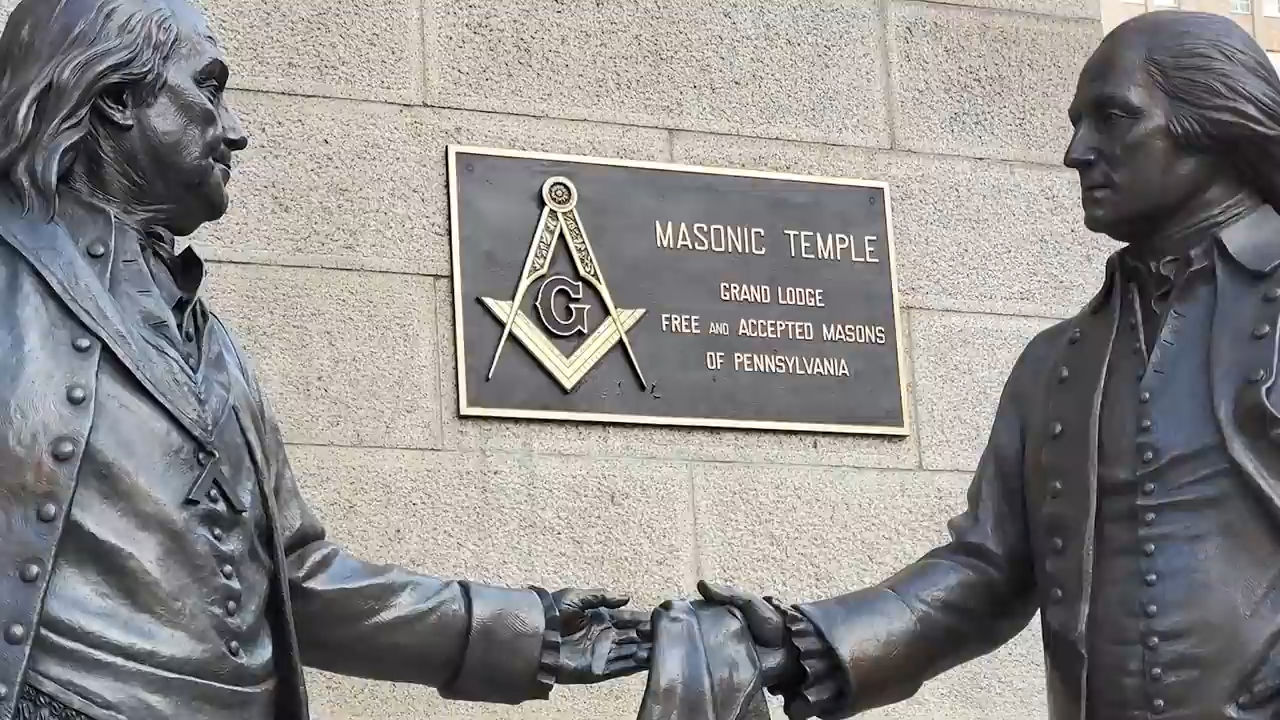 G
MASONIC TEMPLE
GRAND LODGE
FREE AND ACCEPTED MASONS
OF PENNSYLVANIA